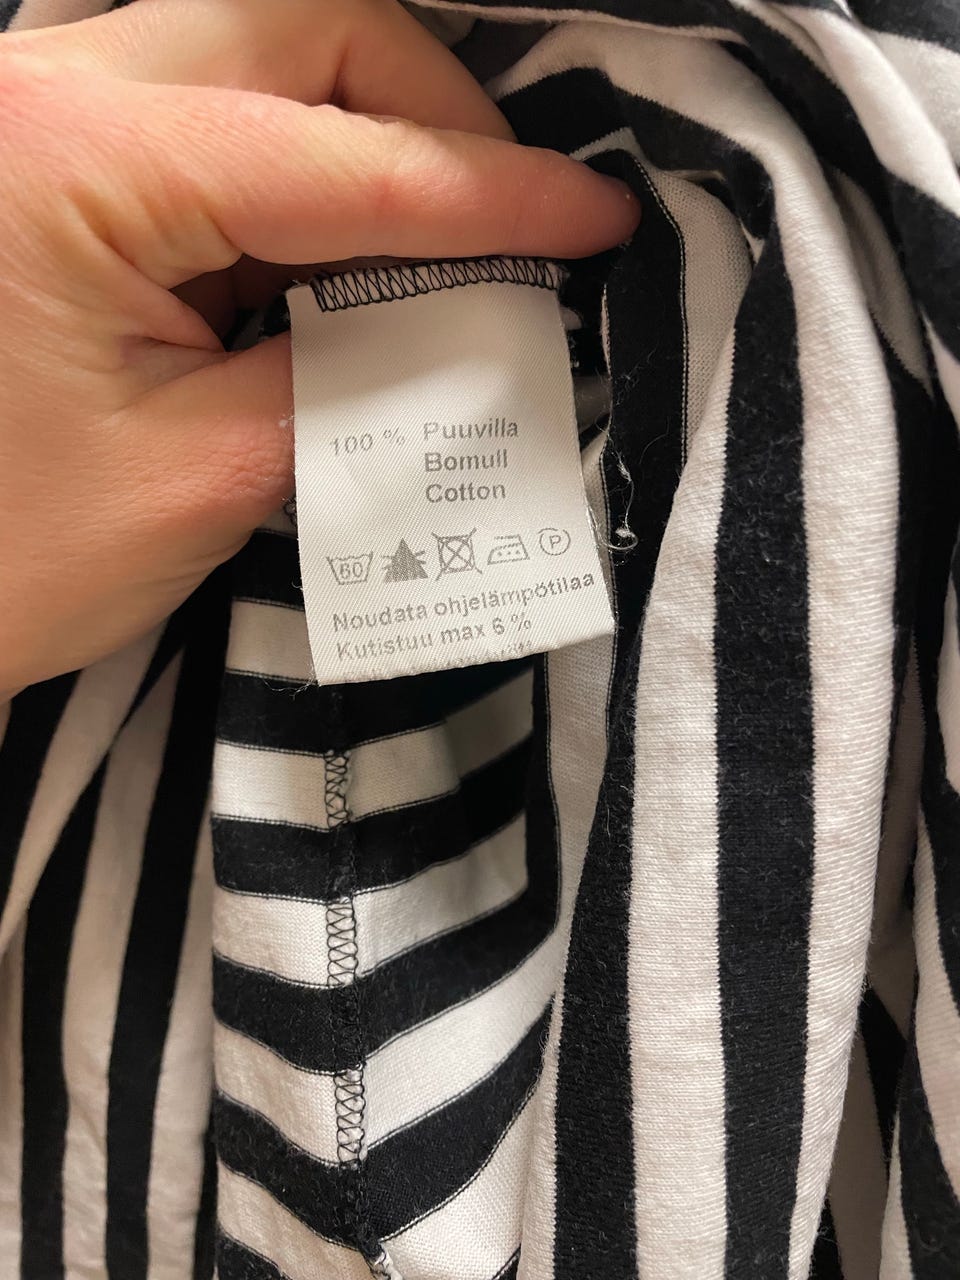 100 % Puuvilla
Bomull
Cotton
60 P
Noudata ohjelämpötilaa
Kutistuu max 6 %